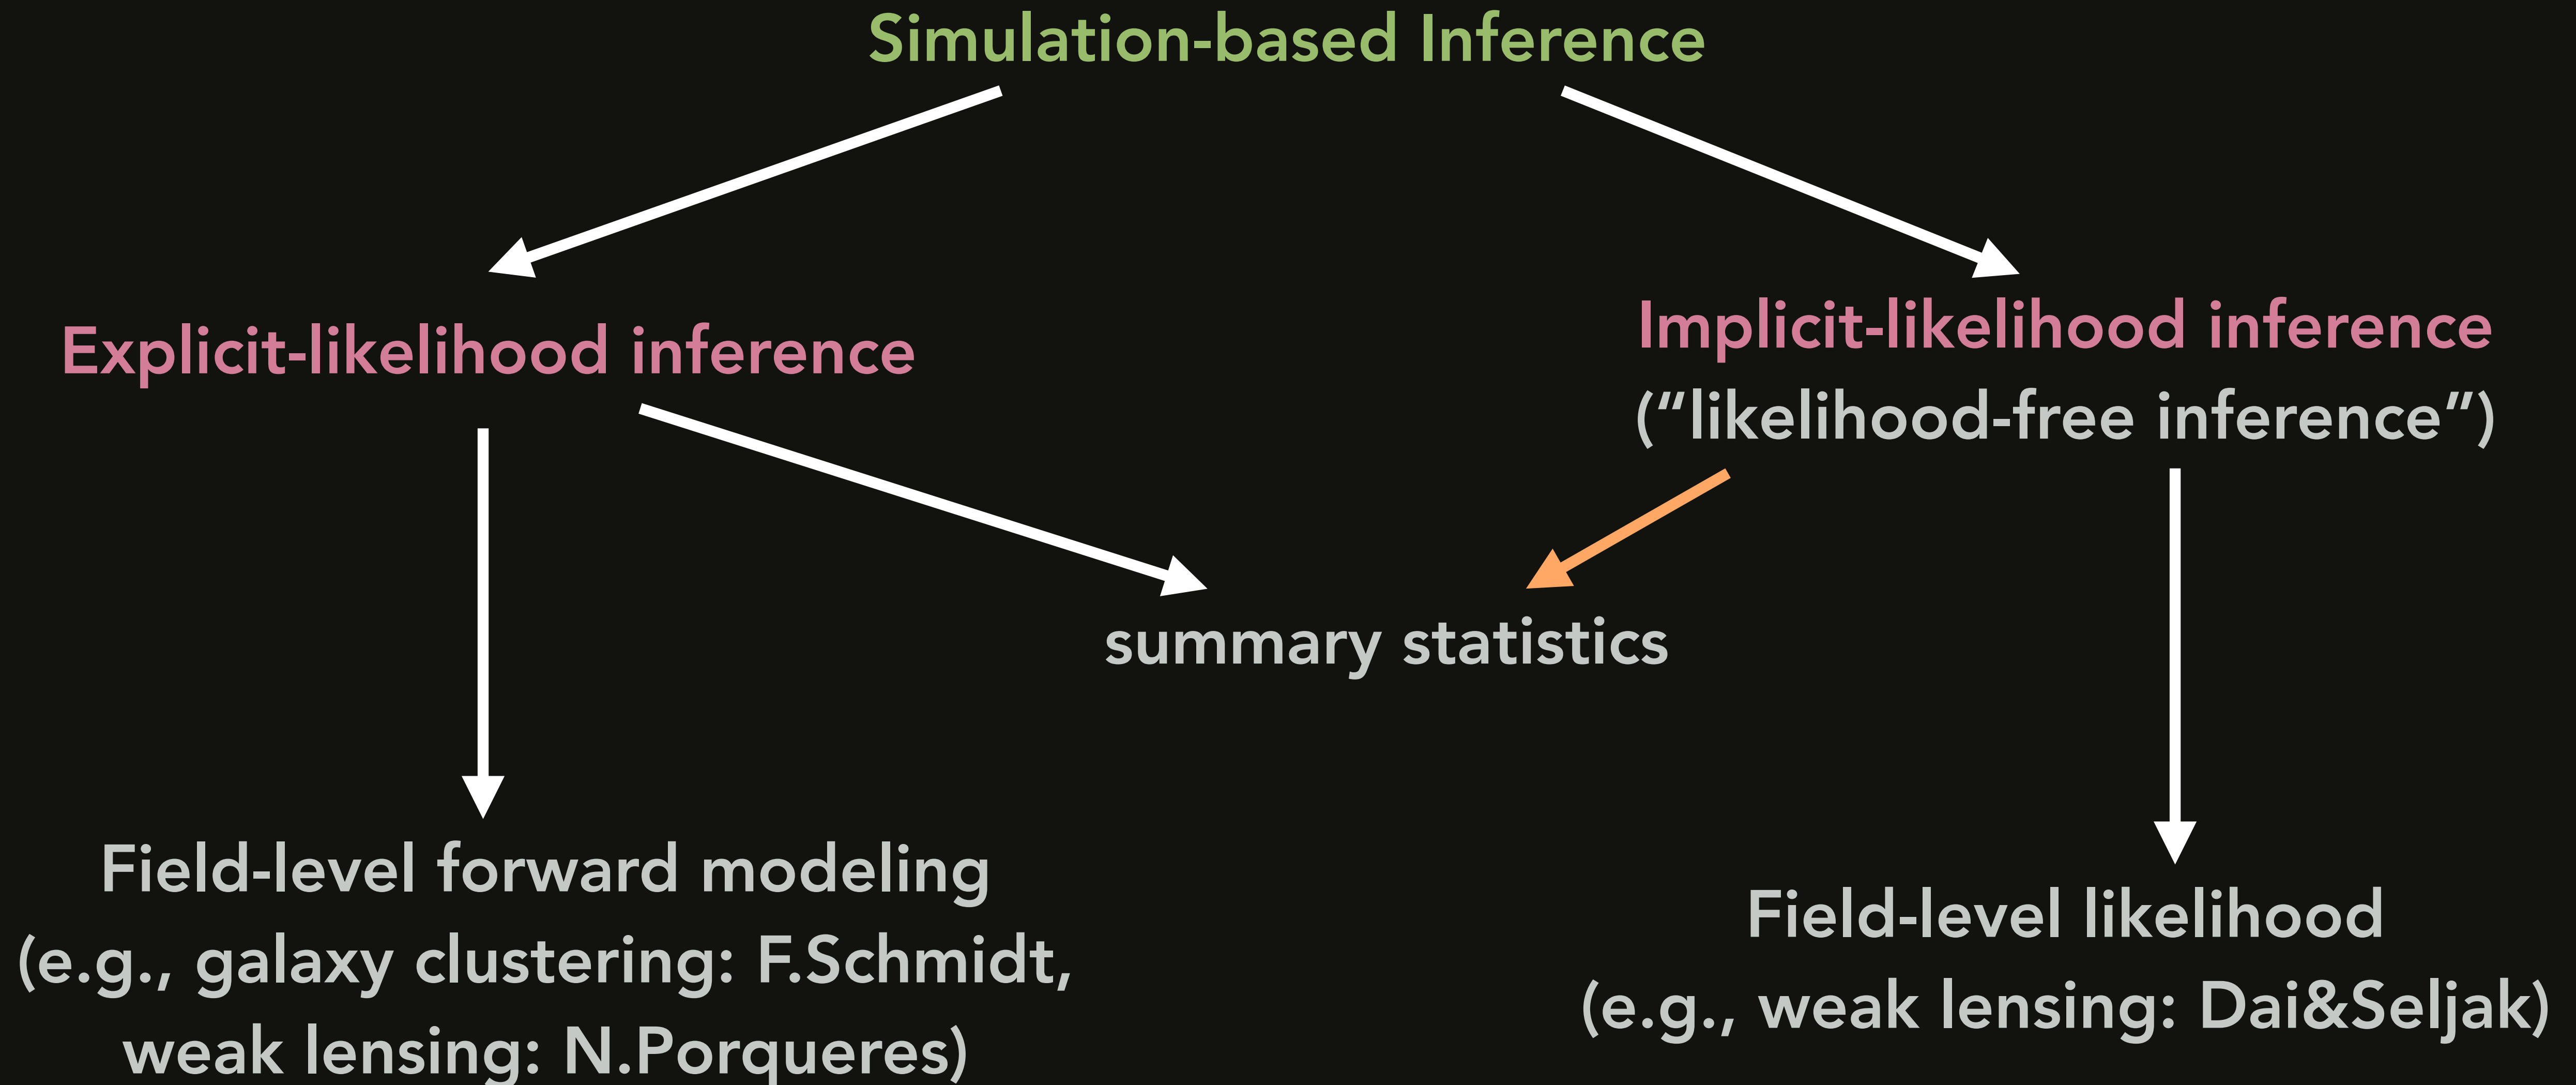 Simulation-based Inference
Explicit-likelihood inference
Implicit-likelihood inference
(“likelihood-free inference”)
summary statistics
Field-level forward modeling
(e.g., galaxy clustering: F.Schmidt,
weak lensing: N.Porqueres)
Field-level likelihood
(e.g., weak lensing: Dai&Seljak)